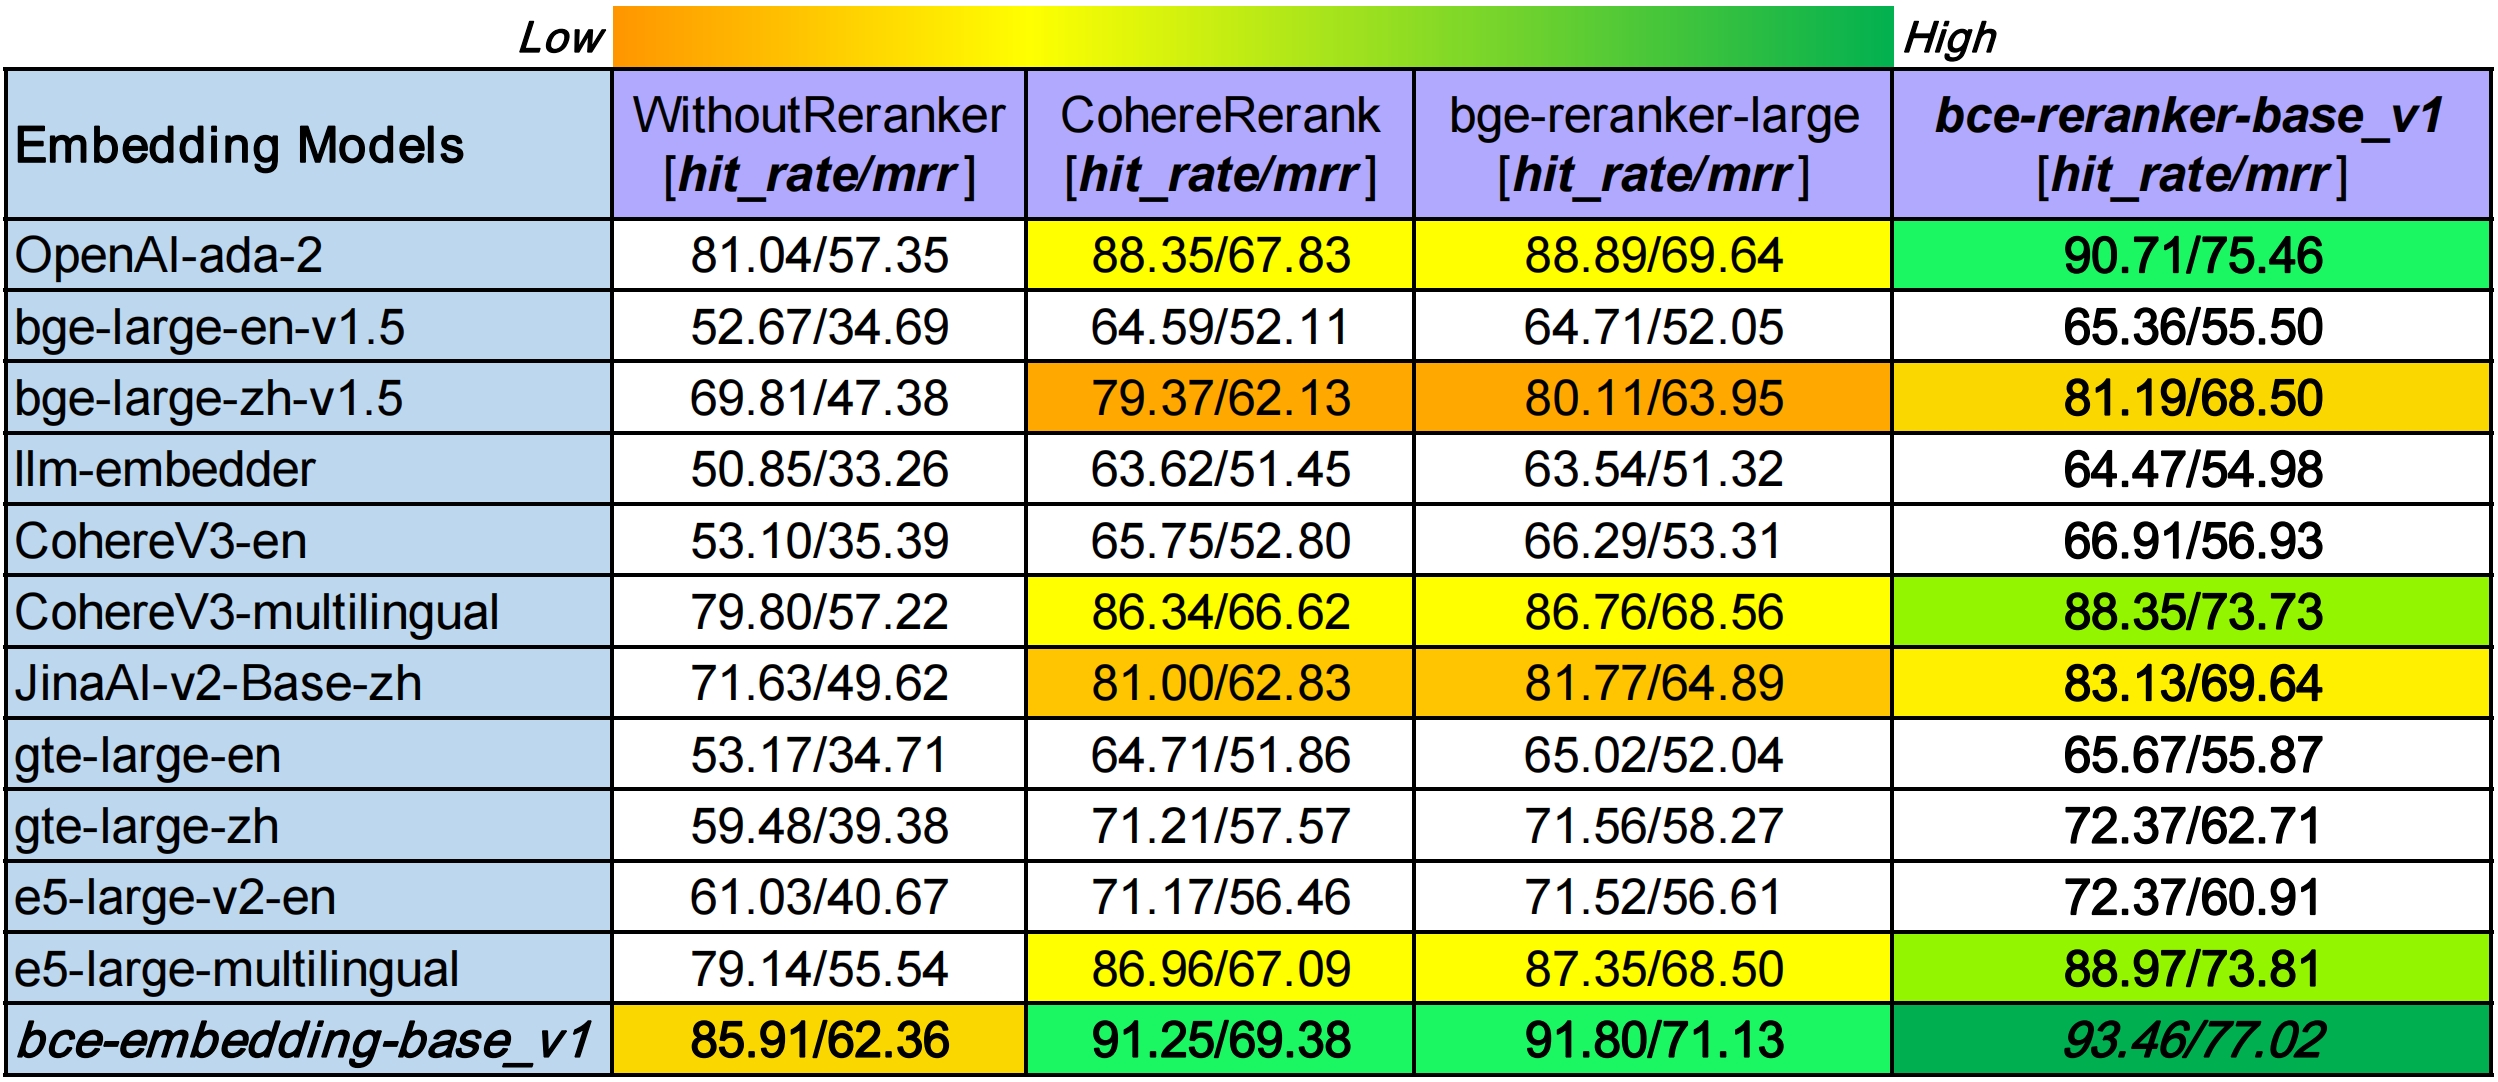 Low High
Embedding Models WithoutReranker [hit_rate/mrr] CohereRerank [hit_rate/mrr] bge-reranker-large [hit_rate/mrr] bce-reranker-base_v1 [hit_rate/mrr]
OpenAI-ada-2 81.04/57.35 88.35/67.83 88.89/69.64 90.71/75.46
bge-large-en-v1.5 52.67/34.69 64.59/52.11 64.71/52.05 65.36/55.50
bge-large-zh-v1.5 69.81/47.38 79.37/62.13 80.11/63.95 81.19/68.50
llm-embedder 50.85/33.26 63.62/51.45 63.54/51.32 64.47/54.98
CohereV3-en 53.10/35.39 65.75/52.80 66.29/53.31 66.91/56.93
CohereV3-multilingual 79.80/57.22 86.34/66.62 86.76/68.56 88.35/73.73
JinaAI-v2-Base-zh 71.63/49.62 81.00/62.83 81.77/64.89 83.13/69.64
gte-large-en 53.17/34.71 64.71/51.86 65.02/52.04 65.67/55.87
gte-large-zh 59.48/39.38 71.21/57.57 71.56/58.27 72.37/62.71
e5-large-v2-en 61.03/40.67 71.17/56.46 71.52/56.61 72.37/60.91
e5-large-multilingual 79.14/55.54 86.96/67.09 87.35/68.50 88.97/73.81
bce-embedding-base_v1 85.91/62.36 91.25/69.38 91.80/71.13 93.46/77.02